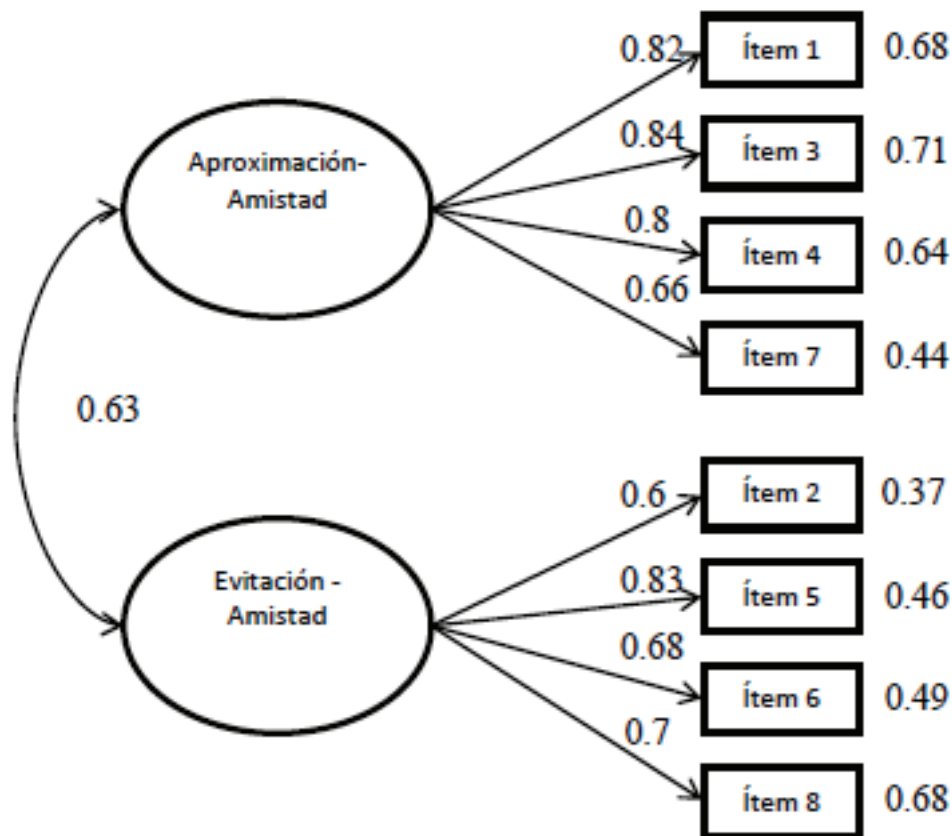 0.82
Ítem 1
0.68
Aproximación-
Amistad
0.84
Ítem 3
0.71
0.8
Ítem 4
0.64
0.66
Ítem 7
0.44
0.63
0.6
Ítem 2
0.37
Evitación -
Amistad
0.83
Ítem 5
0.46
0.68
Ítem 6
0.49
0.7
Ítem 8
0.68